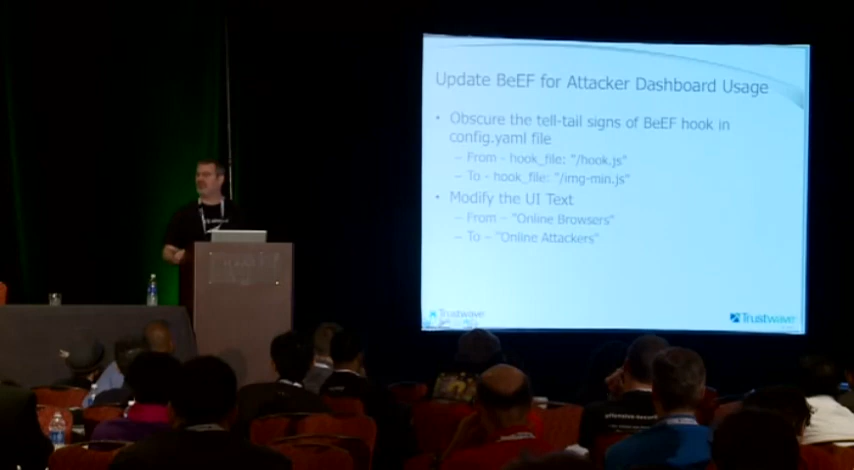 Update BeEF for Attacker Dashboard Usage
• Obscure the tell-tail signs of BeEF hook in
config.yaml file
– From - hook_file: "/hook.js"
– To - hook_file: "/img-min.js"
• Modify the UI Text
– From – "Online Browsers"
– To – "Online Attackers"
Trustwave
Trustwave